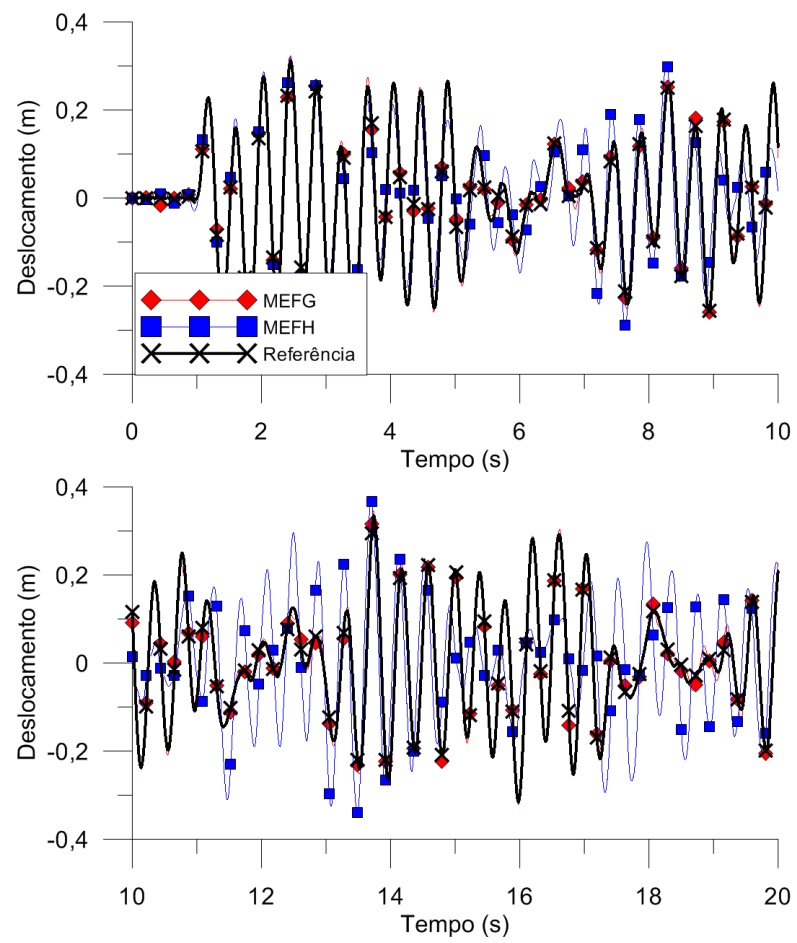 0,4
0,2
0
-0,2
-0,4
Deslocamento (m)
MEFG
MEFH
Referência
0 2 4 6 8 10
Tempo (s)
0,4
0,2
0
-0,2
-0,4
Deslocamento (m)
10 12 14 16 18 20
Tempo (s)